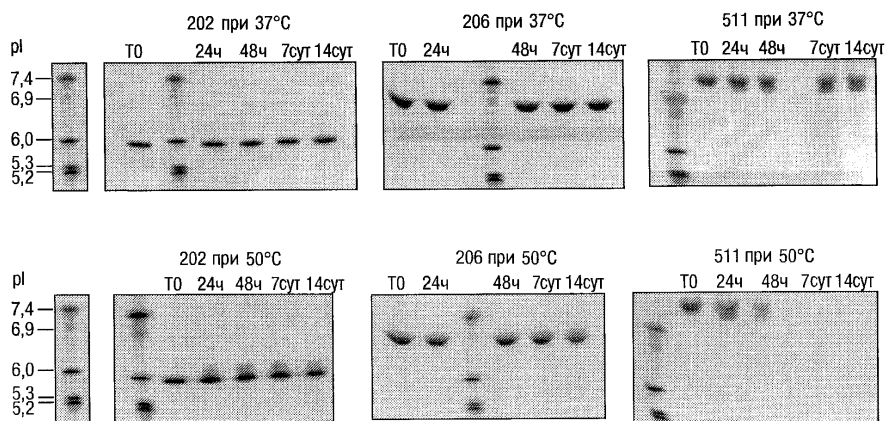 202 при 37°C
206 при 37°C
511 при 37°C
pI
T0 24ч 48ч 7сут 14сут
T0 24ч 48ч 7сут 14сут
T0 24ч 48ч 7сут 14сут
7,4
6,9
6,0
5,3
5,2
202 при 50°C
206 при 50°C
511 при 50°C
pI
T0 24ч 48ч 7сут 14сут
T0 24ч 48ч 7сут 14сут
T0 24ч 48ч 7сут 14сут
7,4
6,9
6,0
5,3
5,2